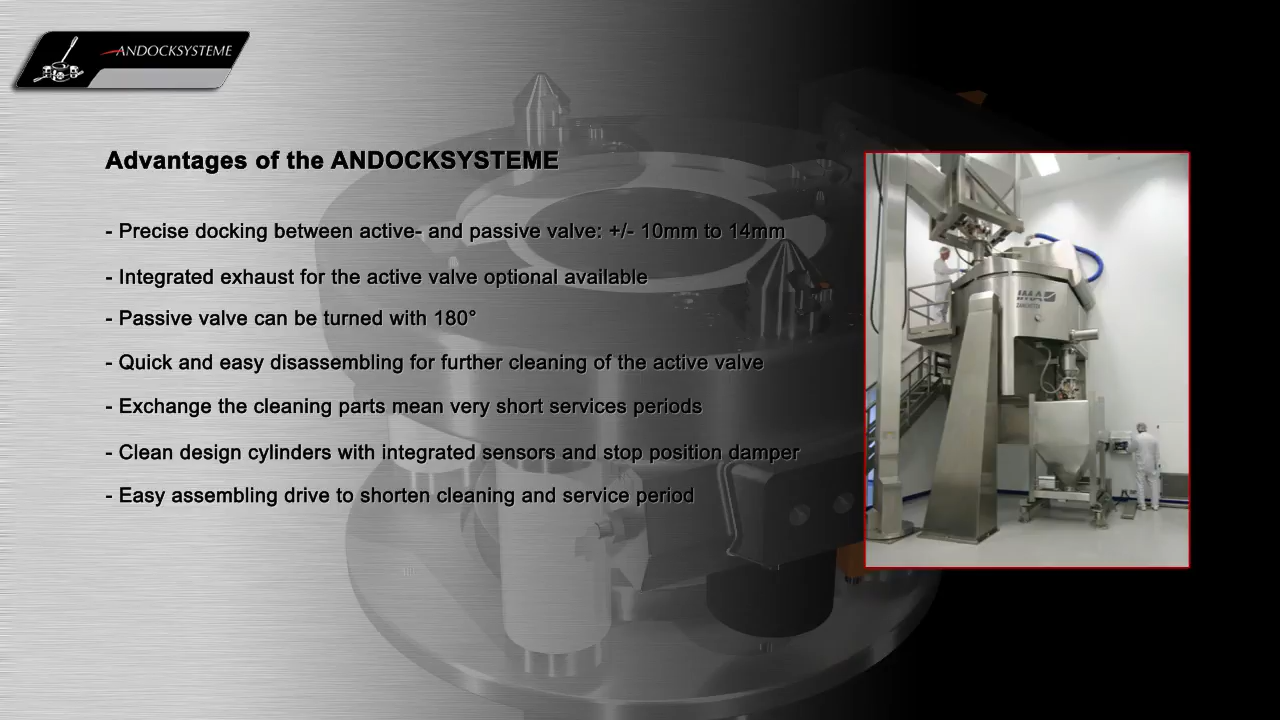 ANDOCKSYSTEME
Advantages of the ANDOCKSYSTEME
- Precise docking between active- and passive valve: +/- 10mm to 14mm
- Integrated exhaust for the active valve optional available
- Passive valve can be turned with 180°
- Quick and easy disassembling for further cleaning of the active valve
- Exchange the cleaning parts mean very short services periods
- Clean design cylinders with integrated sensors and stop position damper
- Easy assembling drive to shorten cleaning and service period
IMA